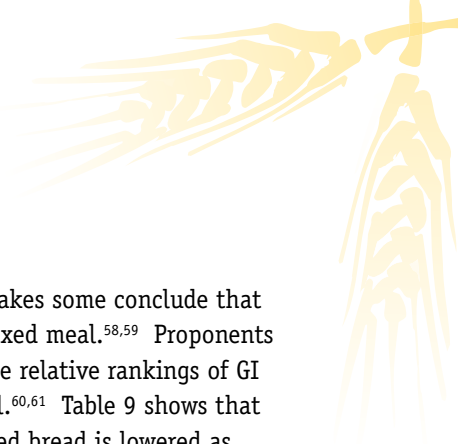 akes some conclude that
xed meal.58,59 Proponents
e relative rankings of GI
l.60,61 Table 9 shows that
ed bread is lowered as